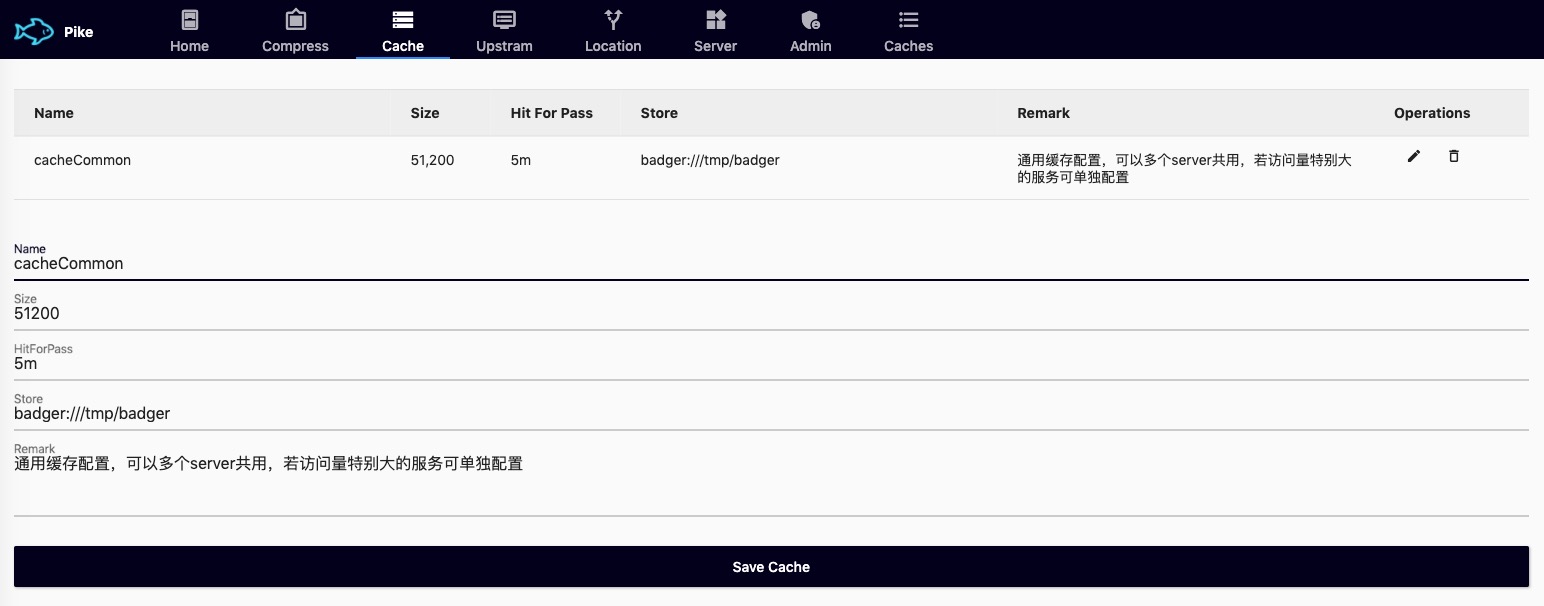 Pike
Home
Compress
Cache
Upstram
Location
Server
Admin
Caches
Name Size Hit For Pass Store Remark Operations
cacheCommon 51,200 5m badger:///tmp/badger 通用缓存配置，可以多个server共用，若访问量特别大
的服务可单独配置
Name
cacheCommon
Size
51200
HitForPass
5m
Store
badger:///tmp/badger
Remark
通用缓存配置，可以多个server共用，若访问量特别大的服务可单独配置
Save Cache